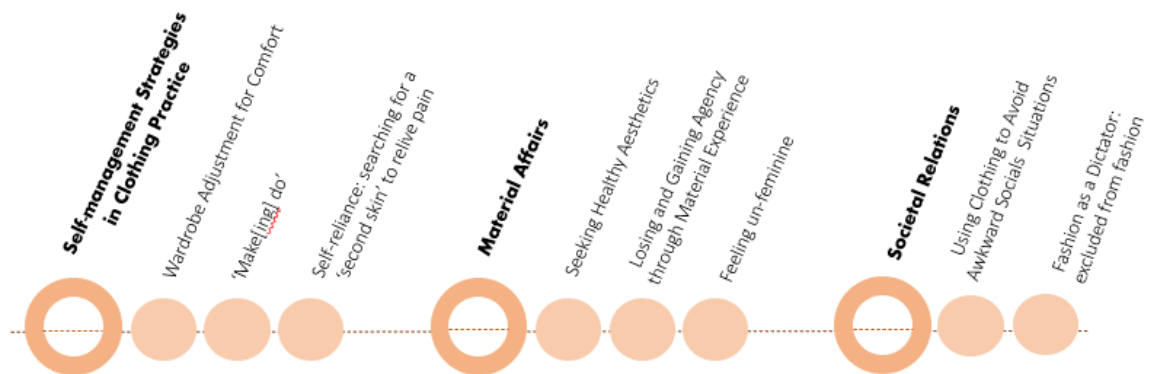 Self-management Strategies
in Clothing Practice
Wardrobe Adjustment for Comfort
‘Make[ing] do’
Self-reliance: searching for a
‘second skin’ to relive pain
Material Affairs
Seeking Healthy Aesthetics
Losing and Gaining Agency
through Material Experience
Feeling un-feminine
Societal Relations
Using Clothing to Avoid
Awkward Socials Situations
Fashion as a Dictator:
excluded from fashion